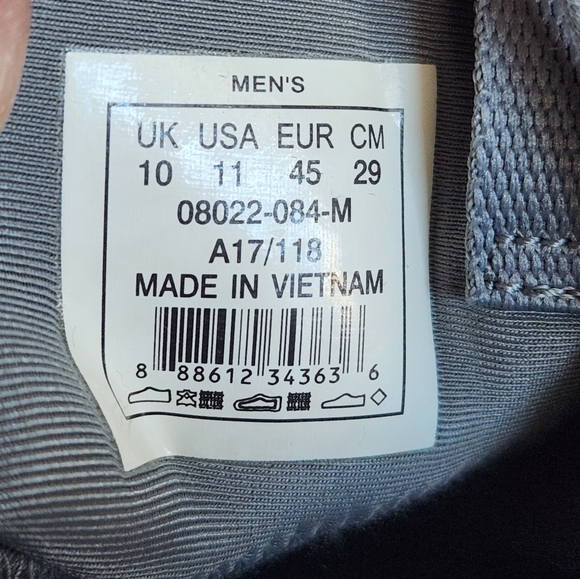 MEN'S
UK USA EUR CM
10 11 45 29
08022-084-M
A17/118
MADE IN VIETNAM
8 88612 34363 6